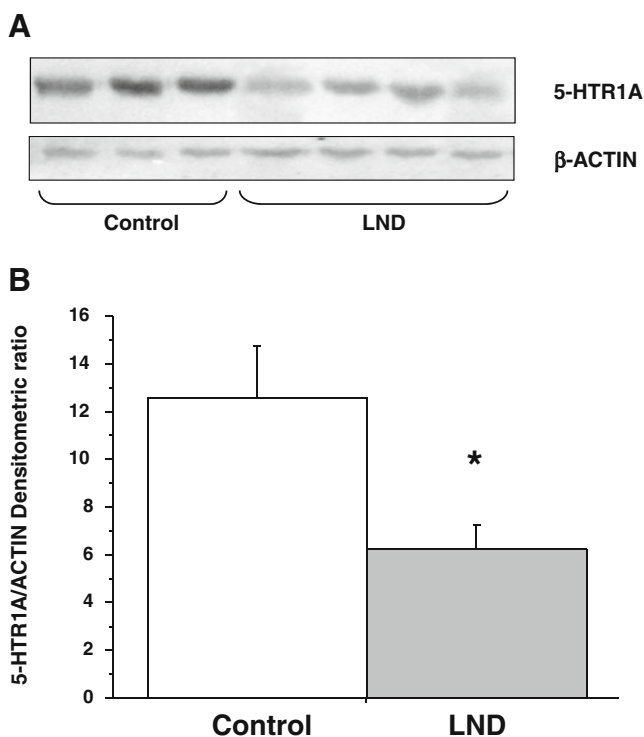 A
5-HTR1A
β-ACTIN
Control LND
B
5-HTR1A/ACTIN Densitometric ratio
16
14
12
10
8
6
4
2
0
*
Control LND